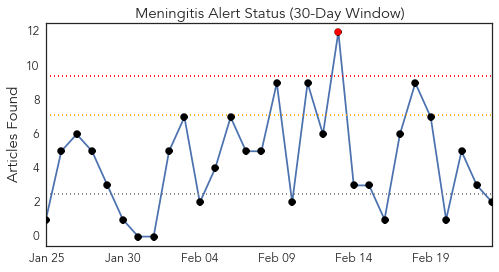 Meningitis Alert Status (30-Day Window)
Articles Found
12
10
8
6
4
2
0
Jan 25 Jan 30 Feb 04 Feb 09 Feb 14 Feb 19